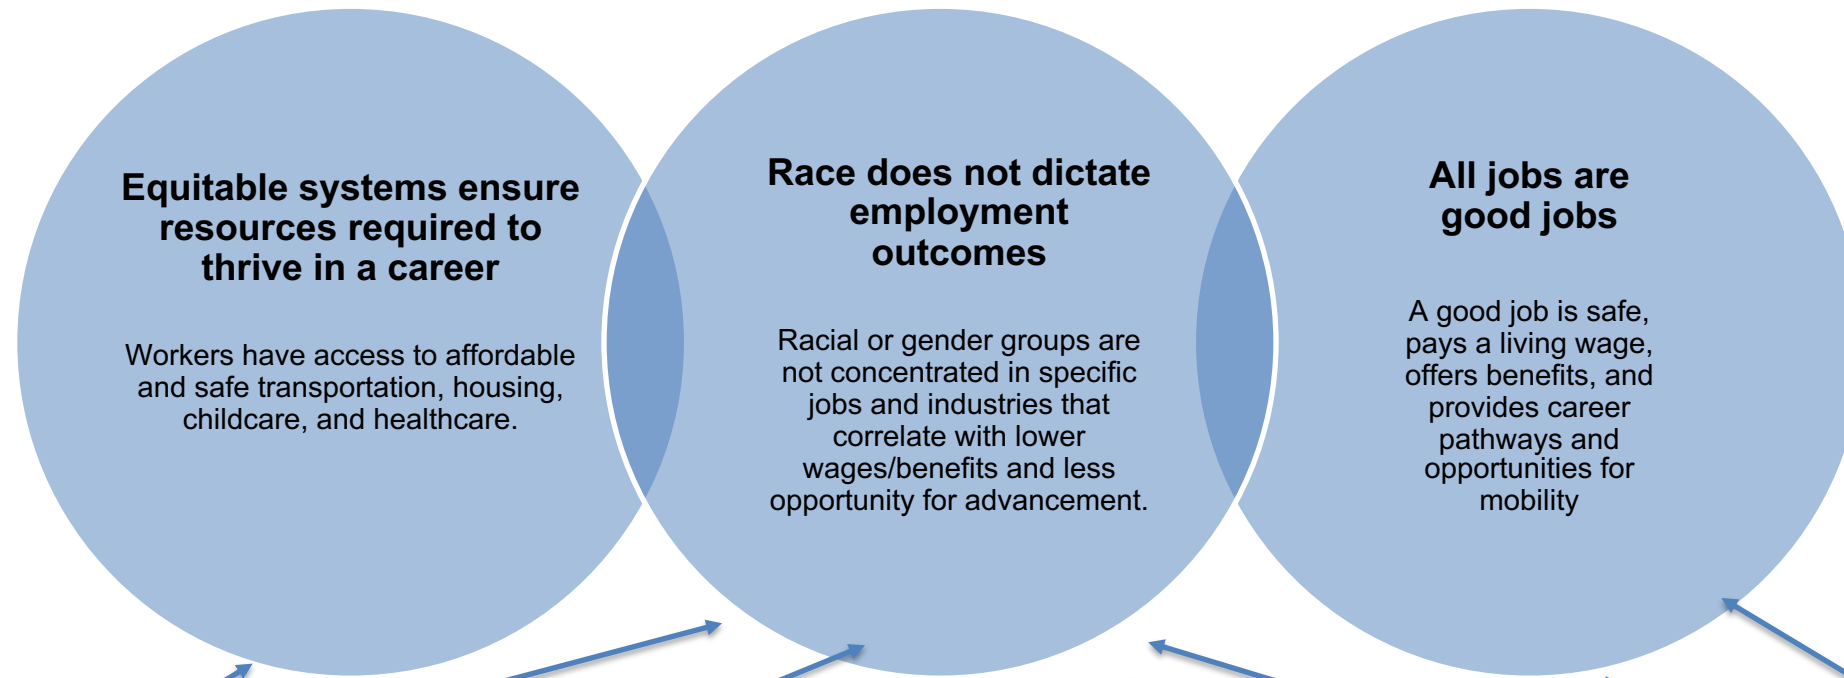 Equitable systems ensure
resources required to
thrive in a career
Workers have access to affordable
and safe transportation, housing,
childcare, and healthcare.
Race does not dictate
employment
outcomes
Racial or gender groups are
not concentrated in specific
jobs and industries that
correlate with lower
wages/benefits and less
opportunity for advancement.
All jobs are
good jobs
A good job is safe,
pays a living wage,
offers benefits, and
provides career
pathways and
opportunities for
mobility